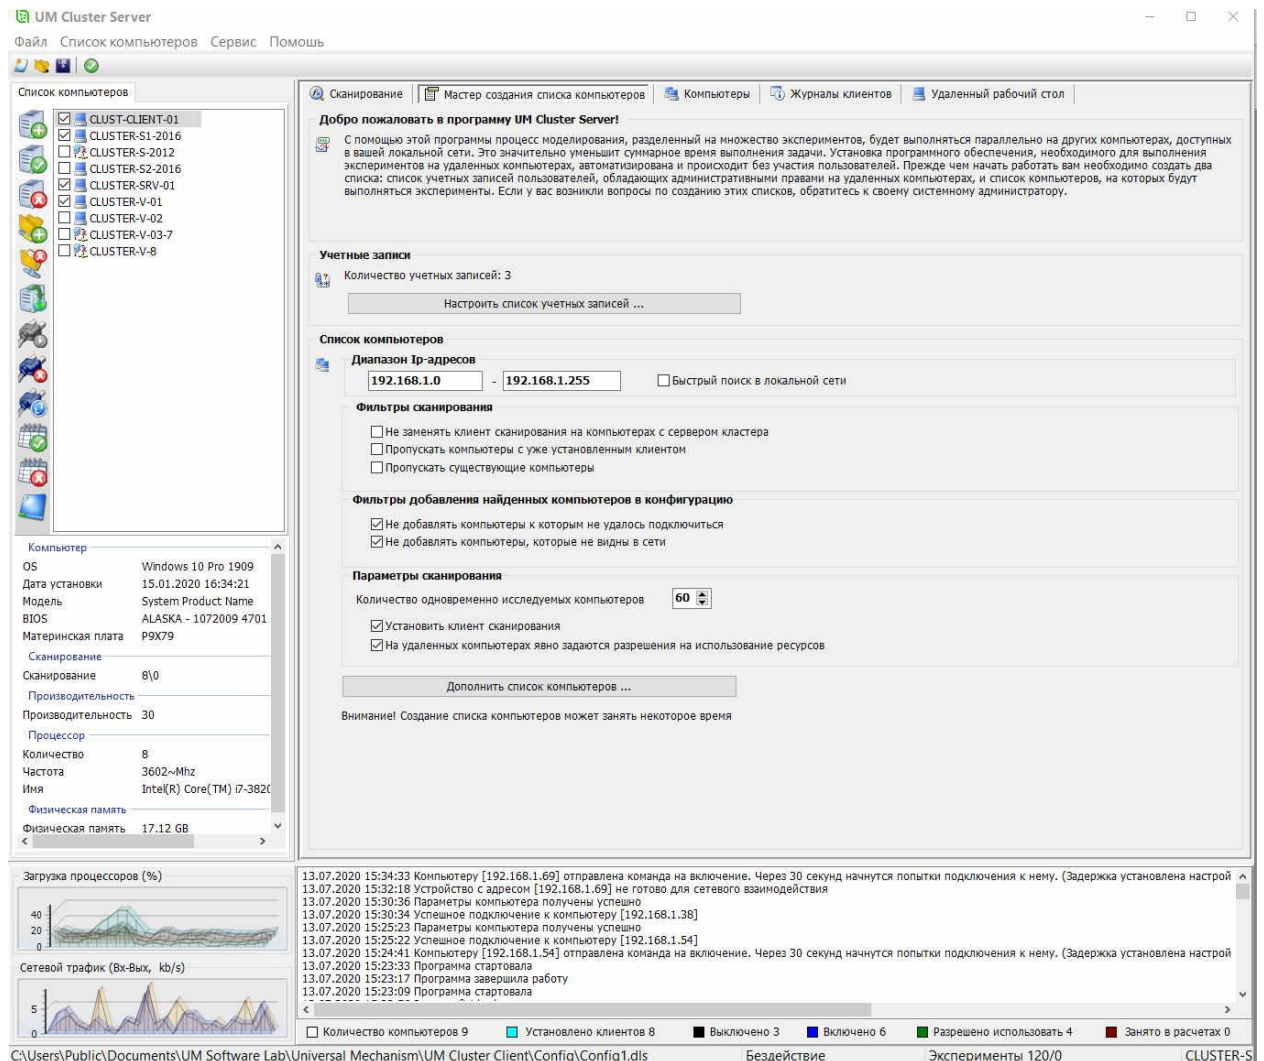 UM Cluster Server
Файл Список компьютеров Сервис Помошь
Список компьютеров
CLUST-CLIENT-01
CLUSTER-S1-2016
CLUSTER-S-2012
CLUSTER-S2-2016
CLUSTER-SRV-01
CLUSTER-V-01
CLUSTER-V-02
CLUSTER-V-03-7
CLUSTER-V-8
Компьютер
OS Windows 10 Pro 1909
Дата установки 15.01.2020 16:34:21
Модель System Product Name
BIOS ALASKA - 1072009 4701
Материнская плата P9X79
Сканирование
Сканирование 8\0
Производительность
Производительность 30
Процессор
Количество 8
Частота 3602~Mhz
Имя Intel(R) Core(TM) i7-3820
Физическая память
Физическая память 17.12 GB
Сканирование Мастер создания списка компьютеров Компьютеры Журналы клиентов Удаленный рабочий стол
Добро пожаловать в программу UM Cluster Server!
С помощью этой программы процесс моделирования, разделенный на множество экспериментов, будет выполняться параллельно на других компьютерах, доступных
в вашей локальной сети. Это значительно уменьшит суммарное время выполнения задачи. Установка программного обеспечения, необходимого для выполнения
экспериментов на удаленных компьютерах, автоматизирована и происходит без участия пользователей. Прежде чем начать работать вам необходимо создать два
списка: список учетных записей пользователей, обладающих административными правами на удаленных компьютерах, и список компьютеров, на которых будут
выполняться эксперименты. Если у вас возникли вопросы по созданию этих списков, обратитесь к своему системному администратору.
Учетные записи
Количество учетных записей: 3
Настроить список учетных записей ...
Список компьютеров
Диапазон Ip-адресов
192.168.1.0 - 192.168.1.255 Быстрый поиск в локальной сети
Фильтры сканирования
Не заменять клиент сканирования на компьютерах с сервером кластера
Пропускать компьютеры с уже установленным клиентом
Пропускать существующие компьютеры
Фильтры добавления найденных компьютеров в конфигурацию
Не добавлять компьютеры к которым не удалось подключиться
Не добавлять компьютеры, которые не видны в сети
Параметры сканирования
Количество одновременно исследуемых компьютеров 60
Установить клиент сканирования
На удаленных компьютерах явно задаются разрешения на использование ресурсов
Дополнить список компьютеров ...
Внимание! Создание списка компьютеров может занять некоторое время
Загрузка процессоров (%)
40
20
0
Сетевой трафик (Вх-Вых, kb/s)
5
0
13.07.2020 15:34:33 Компьютеру [192.168.1.69] отправлена команда на включение. Через 30 секунд начнутся попытки подключения к нему. (Задержка установлена настрой
13.07.2020 15:32:18 Устройство с адресом [192.168.1.69] не готово для сетевого взаимодействия
13.07.2020 15:30:36 Параметры компьютера получены успешно
13.07.2020 15:30:34 Успешное подключение к компьютеру [192.168.1.38]
13.07.2020 15:25:23 Параметры компьютера получены успешно
13.07.2020 15:25:22 Успешное подключение к компьютеру [192.168.1.54]
13.07.2020 15:24:41 Компьютеру [192.168.1.54] отправлена команда на включение. Через 30 секунд начнутся попытки подключения к нему. (Задержка установлена настрой
13.07.2020 15:23:33 Программа стартовала
13.07.2020 15:23:17 Программа завершила работу
13.07.2020 15:23:09 Программа стартовала
Количество компьютеров 9 Установлено клиентов 8 Выключено 3 Включено 6 Разрешено использовать 4 Занято в расчетах 0
C:\Users\Public\Documents\UM Software Lab\Universal Mechanism\UM Cluster Client\Config\Config1.dls Бездействие Эксперименты 120/0 CLUSTER-S